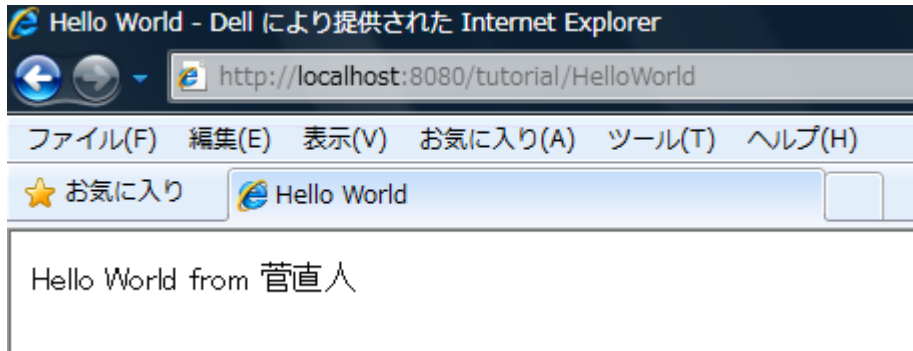 Hello World - Dell により提供された Internet Explorer
http://localhost:8080/tutorial/HelloWorld
ファイル(F) 編集(E) 表示(V) お気に入り(A) ツール(T) ヘルプ(H)
お気に入り Hello World
Hello World from 菅直人